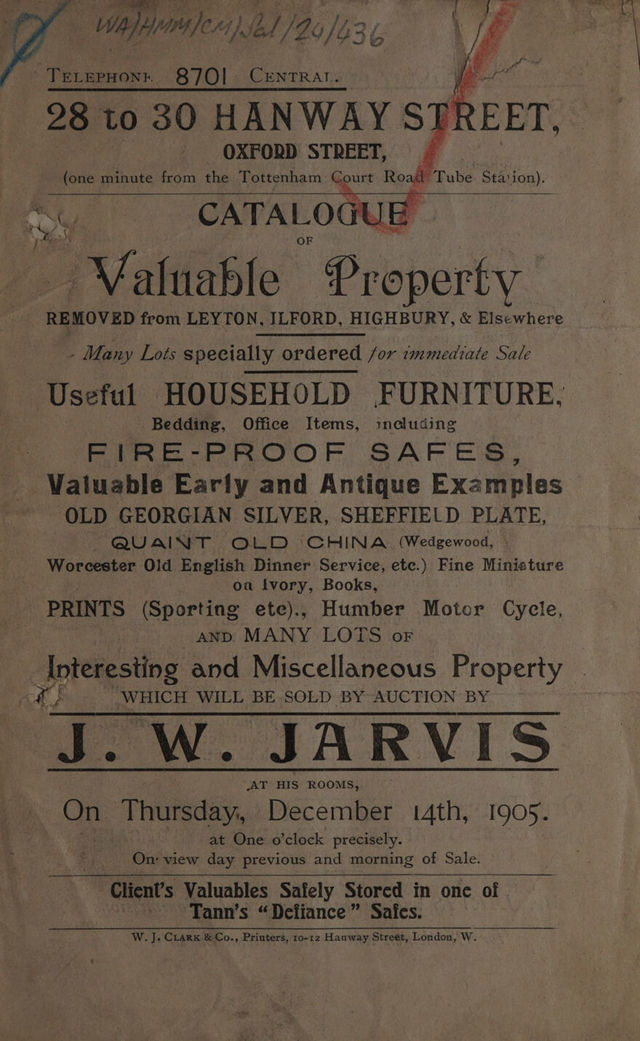 WA/HMM/CM/Sal/24/436
TELEPHONE 8701 CENTRAL.
28 to 30 HANWAY STREET,
OXFORD STREET,
(one minute from the Tottenham Court Road Tube Station).
CATALOGUE
OF
Valuable Property
REMOVED from LEYTON, ILFORD, HIGHBURY, & Elsewhere
- Many Lots specially ordered for immediate Sale
Useful HOUSEHOLD FURNITURE,
Bedding, Office Items, including
FIRE-PROOF SAFES,
Valuable Early and Antique Examples
OLD GEORGIAN SILVER, SHEFFIELD PLATE,
QUAINT OLD CHINA (Wedgewood,
Worcester Old English Dinner Service, etc.) Fine Miniature
on Ivory, Books,
PRINTS (Sporting etc)., Humber Motor Cycle,
AND MANY LOTS OF
Interesting and Miscellaneous Property
WHICH WILL BE SOLD BY AUCTION BY
J. W. JARVIS
AT HIS ROOMS,
On Thursday, December 14th, 1905.
at One o'clock precisely.
On view day previous and morning of Sale.
Client's Valuables Safely Stored in one of
Tann's "Defiance" Safes.
W. J. CLARK & Co., Printers, 10-12 Hanway Street, London, W.